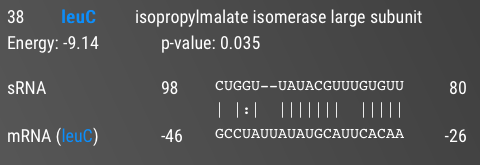 38 leuC isopropylmalate isomerase large subunit
Energy: -9.14 p-value: 0.035
sRNA 98 CUGGU--UAUACGUUUGUGUU 80
| |:| ||||||| |||||
mRNA (leuC) -46 GCCUAUUAUAUGCAUUCACAA -26